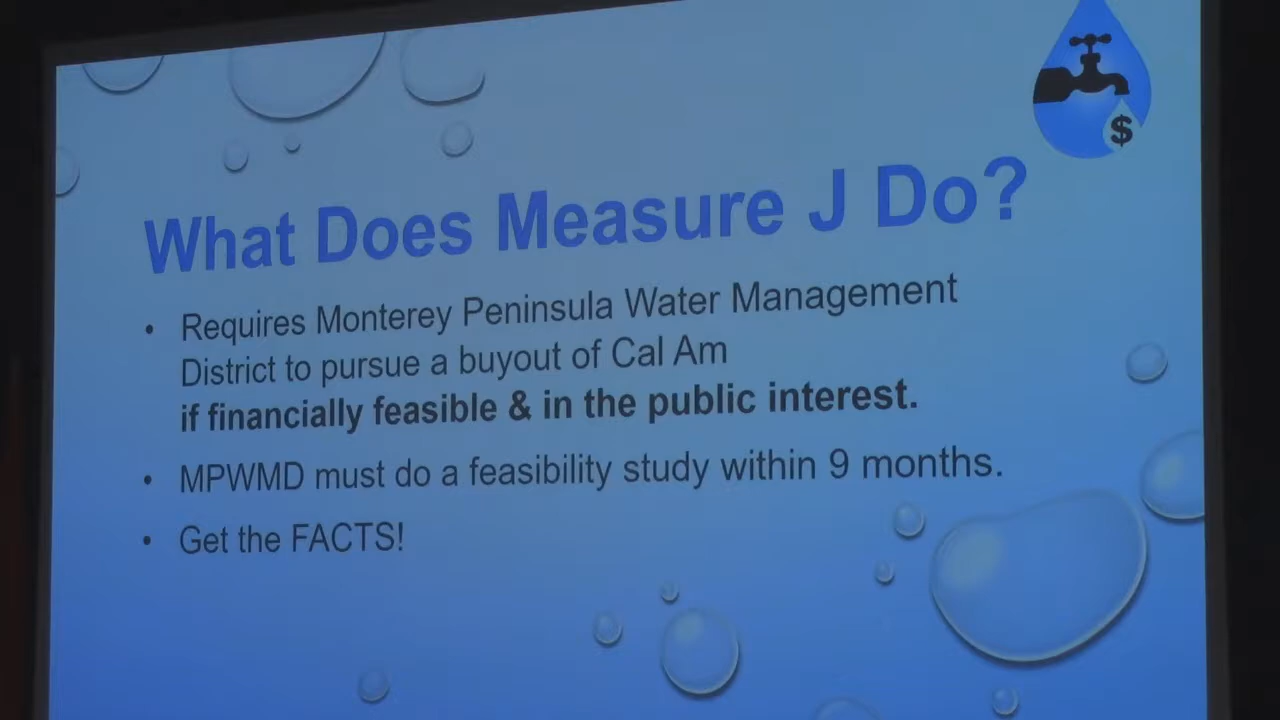 $
What Does Measure J Do?
• Requires Monterey Peninsula Water Management
District to pursue a buyout of Cal Am
if financially feasible & in the public interest.
• MPWMD must do a feasibility study within 9 months.
• Get the FACTS!